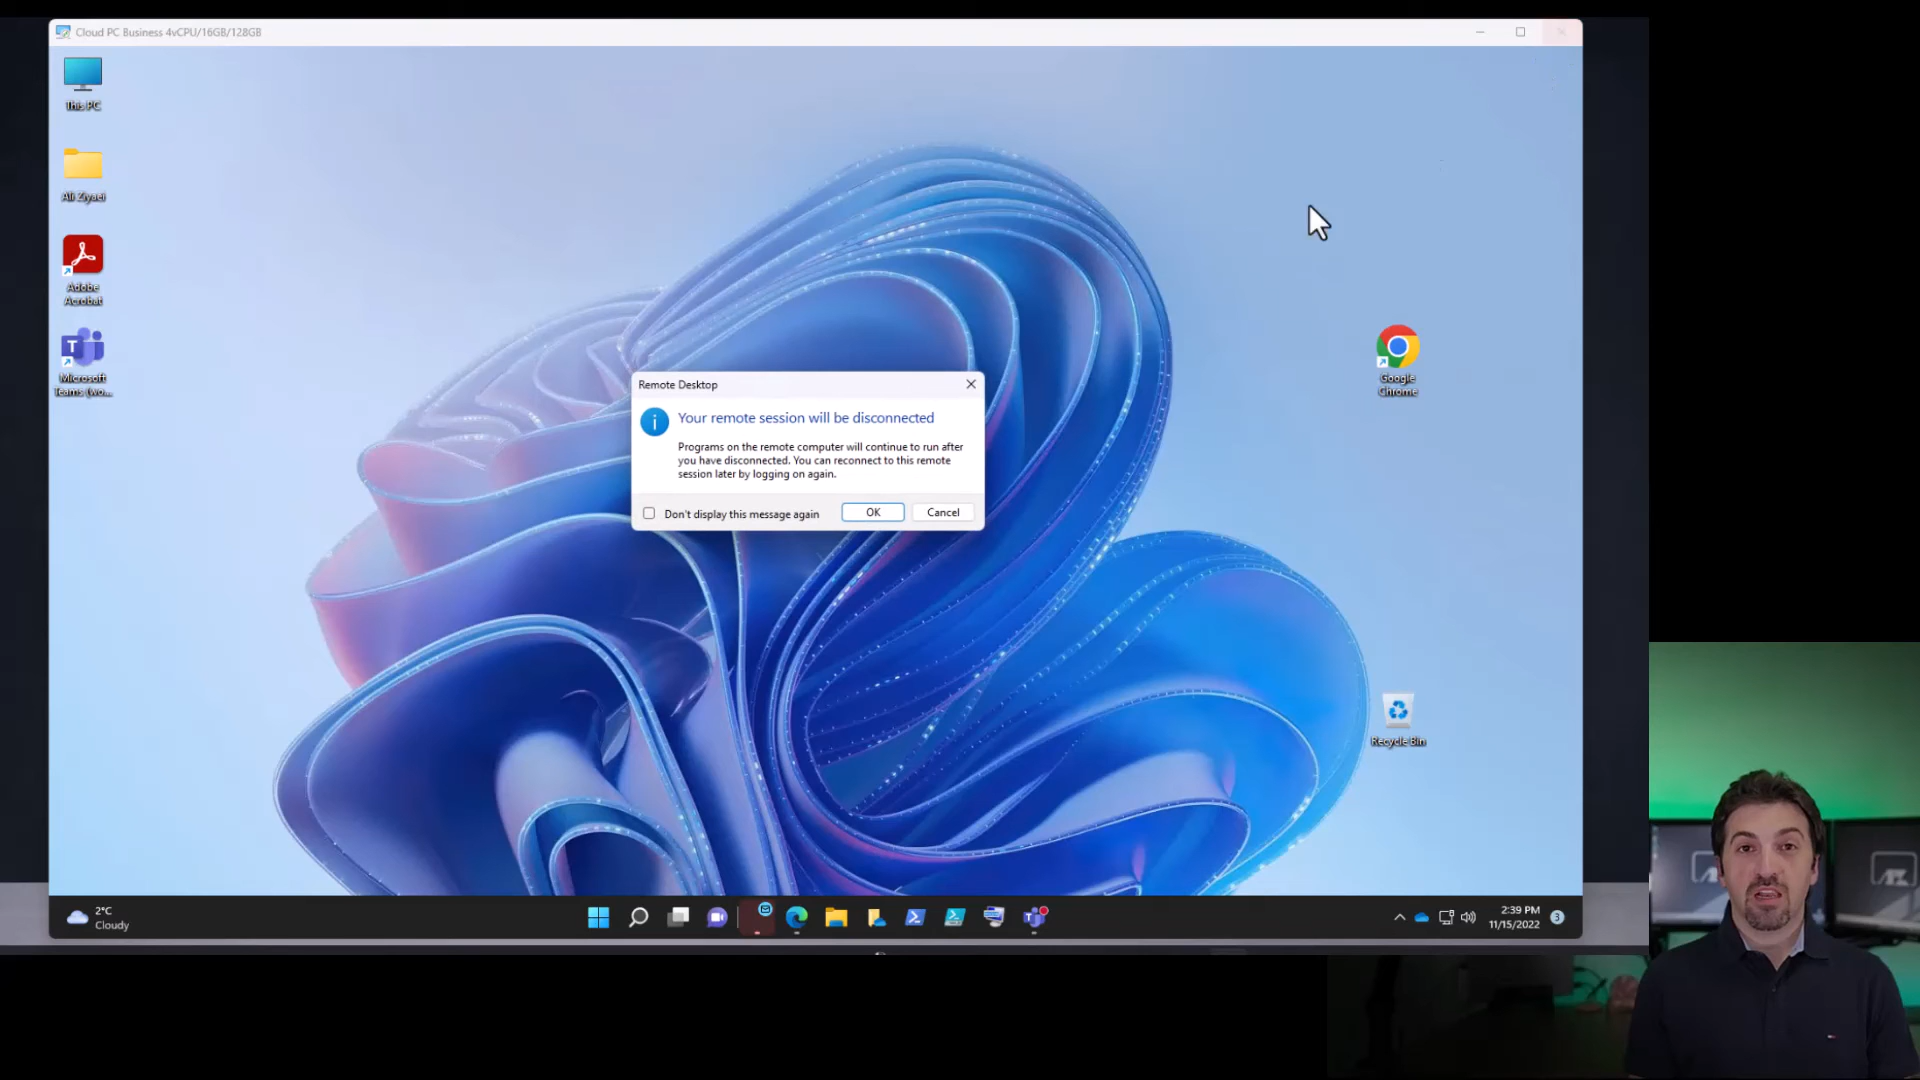 Cloud PC Business 4vCPU/16GB/128GB
This PC
Ali Ziyaei
Adobe
Acrobat
Microsoft
Teams (wo...
Google
Chrome
Remote Desktop
Your remote session will be disconnected
Programs on the remote computer will continue to run after
you have disconnected. You can reconnect to this remote
session later by logging on again.
Don't display this message again
OK
Cancel
Recycle Bin
2°C
Cloudy
2:39 PM
11/15/2022
3